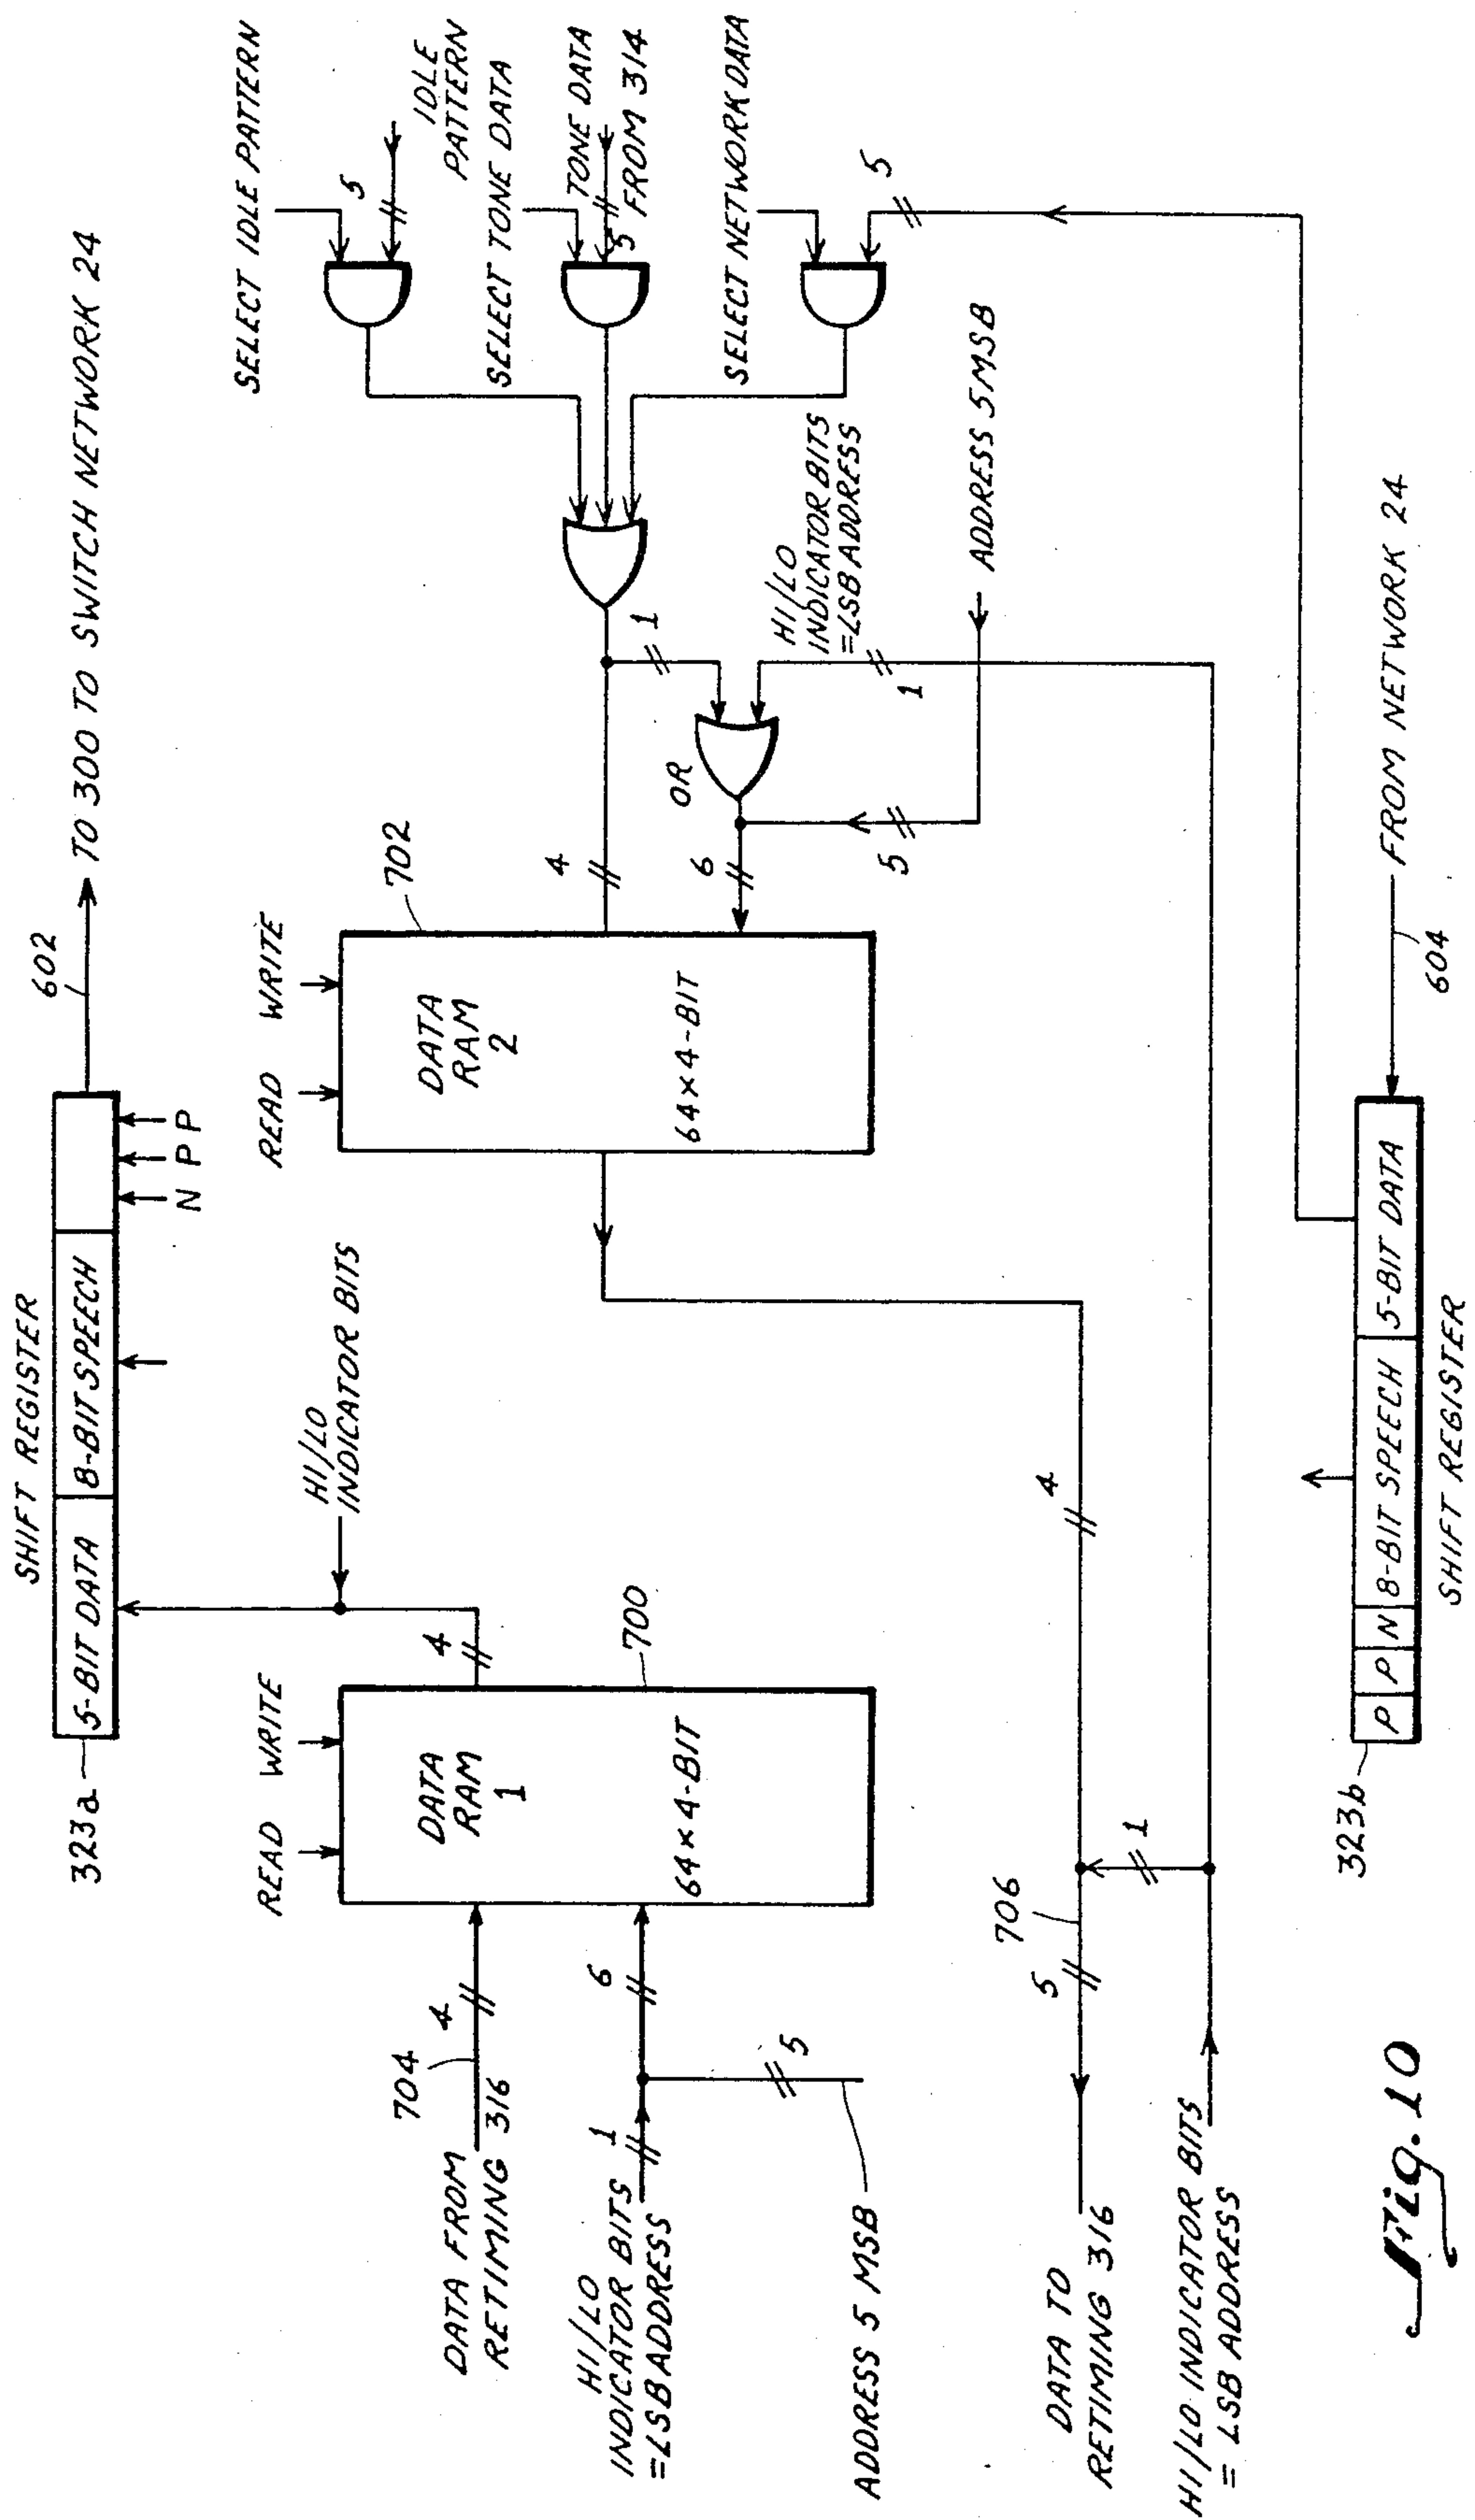 SHIFT REGISTER
323a
5-BIT DATA
8-BIT SPEECH
N P P
602
TO 300 TO SWITCH NETWORK 24
HI/LO
INDICATOR BITS
READ WRITE
DATA
RAM
1
64×4-BIT
700
4
DATA FROM
RETIMING 316
704
4
HI/LO
INDICATOR BITS
=LSB ADDRESS
1
6
5
ADDRESS 5 MSB
READ WRITE
DATA
RAM
2
64×4-BIT
702
4
6
OR
5
1
1
HI/LO
INDICATOR BITS
=LSB ADDRESS
ADDRESS 5 MSB
SELECT IDLE PATTERN
5
IDLE
PATTERN
SELECT TONE DATA
TONE DATA
5
FROM 314
SELECT NETWORK DATA
5
DATA TO
RETIMING 316
5
706
4
1
HI/LO INDICATOR BITS
= LSB ADDRESS
323b
P P N 8-BIT SPEECH 5-BIT DATA
SHIFT REGISTER
604
FROM NETWORK 24
Fig. 10